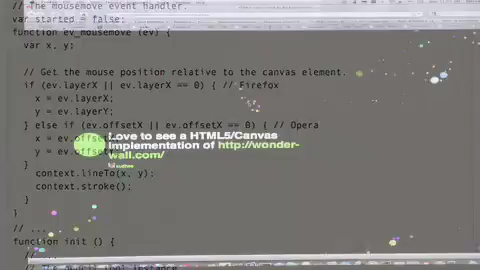 // The mousemove event handler.
var started = false;
function ev_mousemove (ev) {
var x, y;
// Get the mouse position relative to the canvas element.
if (ev.layerX || ev.layerX == 0) { // Firefox
x = ev.layerX;
y = ev.layerY;
} else if (ev.offsetX || ev.offsetX == 0) { // Opera
x = ev.offset
Love to see a HTML5/Canvas
y = ev.offset
Implementation of http://wonder-
wall.com/
}
context.lineTo(x, y);
context.stroke();
}
}
// ...
function init () {
// ...